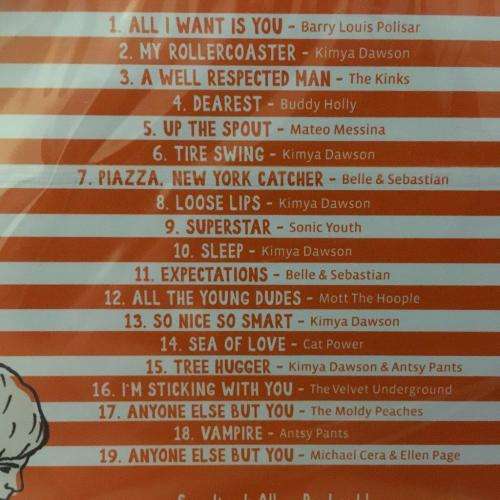 1. ALL I WANT IS YOU - Barry Louis Polisar
2. MY ROLLERCOASTER - Kimya Dawson
3. A WELL RESPECTED MAN - The Kinks
4. DEAREST - Buddy Holly
5. UP THE SPOUT - Mateo Messina
6. TIRE SWING - Kimya Dawson
7. PIAZZA, NEW YORK CATCHER - Belle & Sebastian
8. LOOSE LIPS - Kimya Dawson
9. SUPERSTAR - Sonic Youth
10. SLEEP - Kimya Dawson
11. EXPECTATIONS - Belle & Sebastian
12. ALL THE YOUNG DUDES - Mott The Hoople
13. SO NICE SO SMART - Kimya Dawson
14. SEA OF LOVE - Cat Power
15. TREE HUGGER - Kimya Dawson & Antsy Pants
16. I'M STICKING WITH YOU - The Velvet Underground
17. ANYONE ELSE BUT YOU - The Moldy Peaches
18. VAMPIRE - Antsy Pants
19. ANYONE ELSE BUT YOU - Michael Cera & Ellen Page